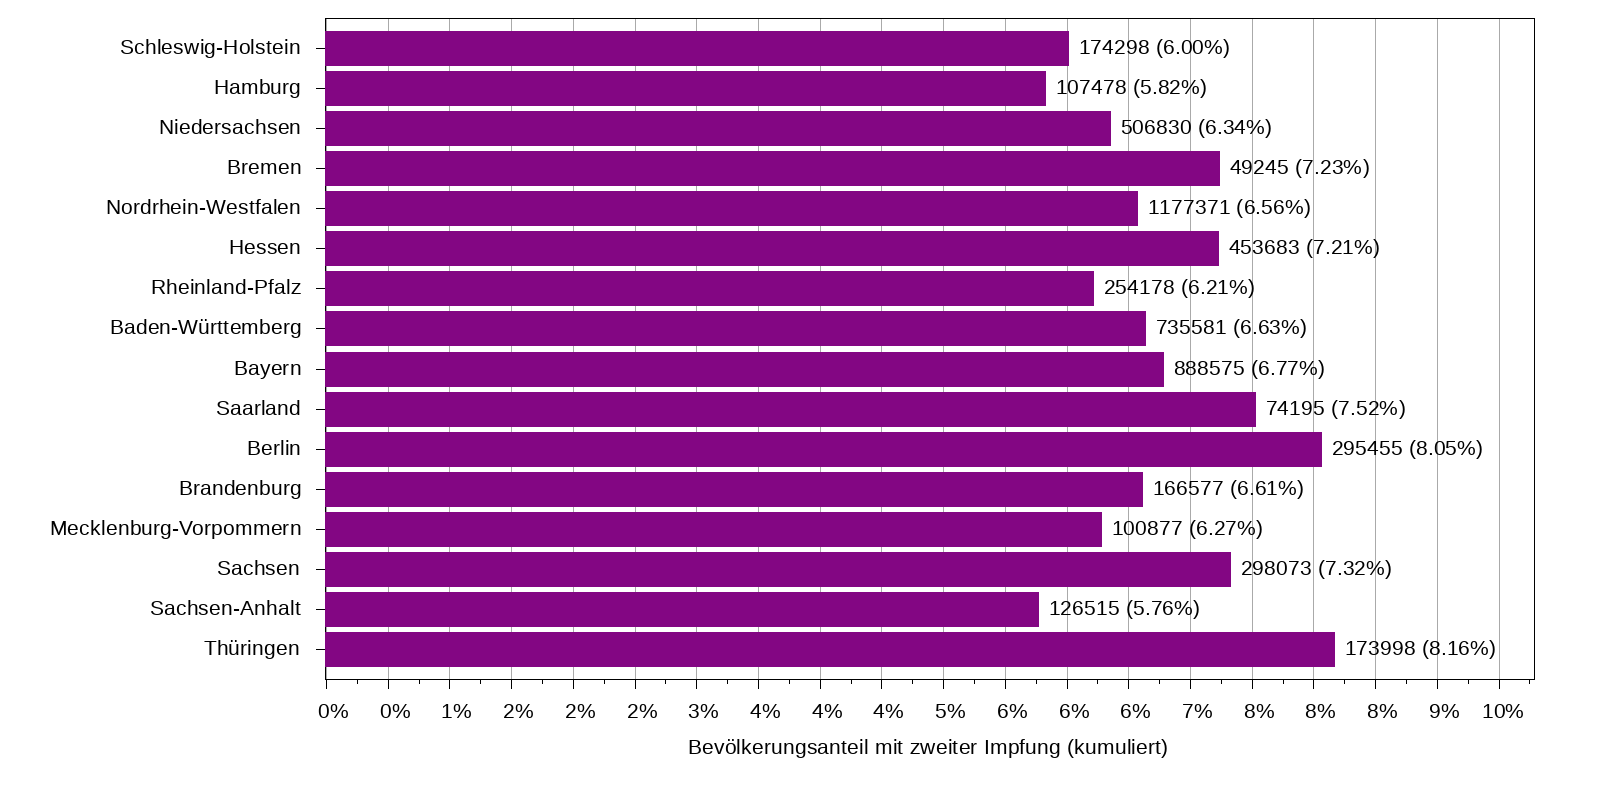 Schleswig-Holstein 174298 (6.00%)
Hamburg 107478 (5.82%)
Niedersachsen 506830 (6.34%)
Bremen 49245 (7.23%)
Nordrhein-Westfalen 1177371 (6.56%)
Hessen 453683 (7.21%)
Rheinland-Pfalz 254178 (6.21%)
Baden-Württemberg 735581 (6.63%)
Bayern 888575 (6.77%)
Saarland 74195 (7.52%)
Berlin 295455 (8.05%)
Brandenburg 166577 (6.61%)
Mecklenburg-Vorpommern 100877 (6.27%)
Sachsen 298073 (7.32%)
Sachsen-Anhalt 126515 (5.76%)
Thüringen 173998 (8.16%)
0% 0% 1% 2% 2% 2% 3% 4% 4% 4% 5% 6% 6% 6% 7% 8% 8% 8% 9% 10%
Bevölkerungsanteil mit zweiter Impfung (kumuliert)